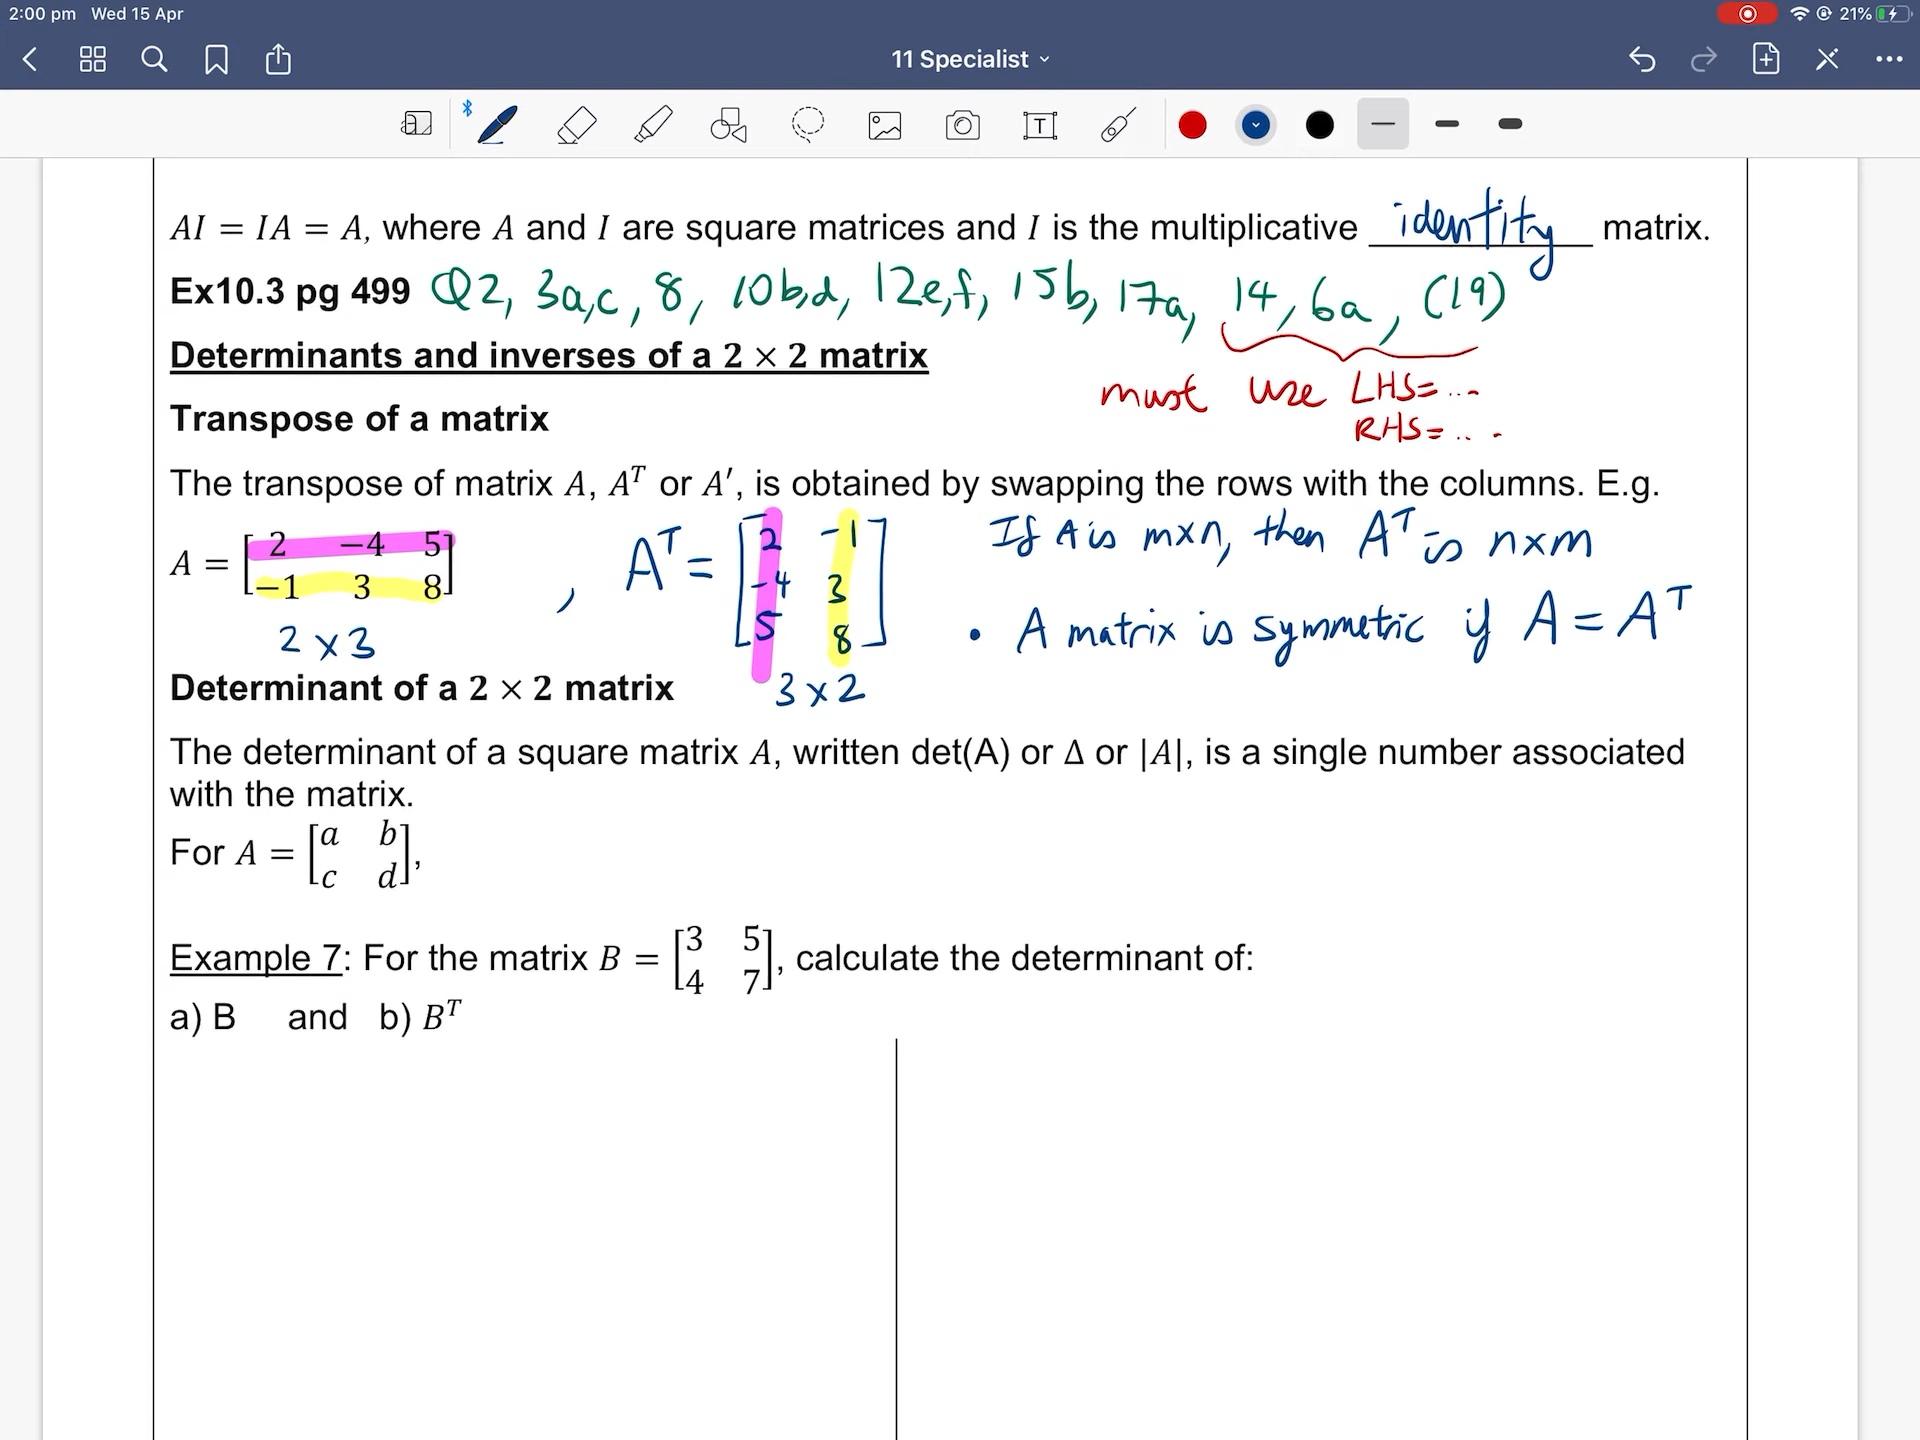 2:00 pm Wed 15 Apr
21%
11 Specialist
AI = IA = A, where A and I are square matrices and I is the multiplicative identity matrix.
Ex10.3 pg 499 Q2, 3a,c, 8, 10b,d, 12e,f, 15b, 17a, 14, 6a, (19)
Determinants and inverses of a 2 × 2 matrix
must use LHS=...
RHS=...
Transpose of a matrix
The transpose of matrix A, Aᵀ or A′, is obtained by swapping the rows with the columns. E.g.
A = [2 −4 5
−1 3 8]
2 x 3
, Aᵀ = [2 -1
-4 3
5 8]
3 x 2
If A is m×n, then Aᵀ is n×m
• A matrix is symmetric if A = Aᵀ
Determinant of a 2 × 2 matrix
The determinant of a square matrix A, written det(A) or Δ or |A|, is a single number associated
with the matrix.
For A = [a b
c d],
Example 7: For the matrix B = [3 5
4 7], calculate the determinant of:
a) B and b) Bᵀ